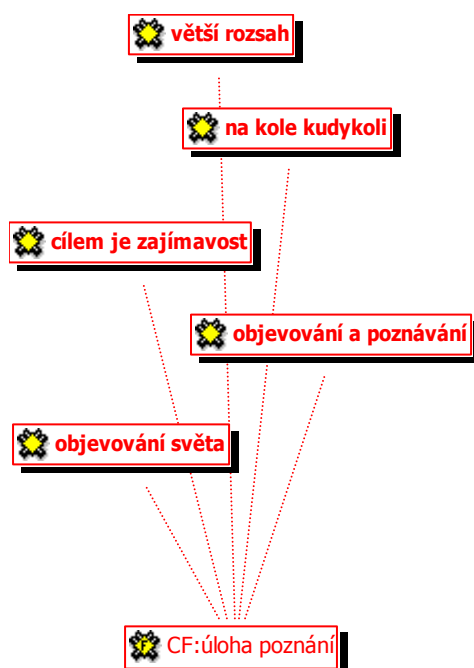 větší rozsah
na kole kudykoli
cílem je zajímavost
objevování a poznávání
objevování světa
F CF:úloha poznání